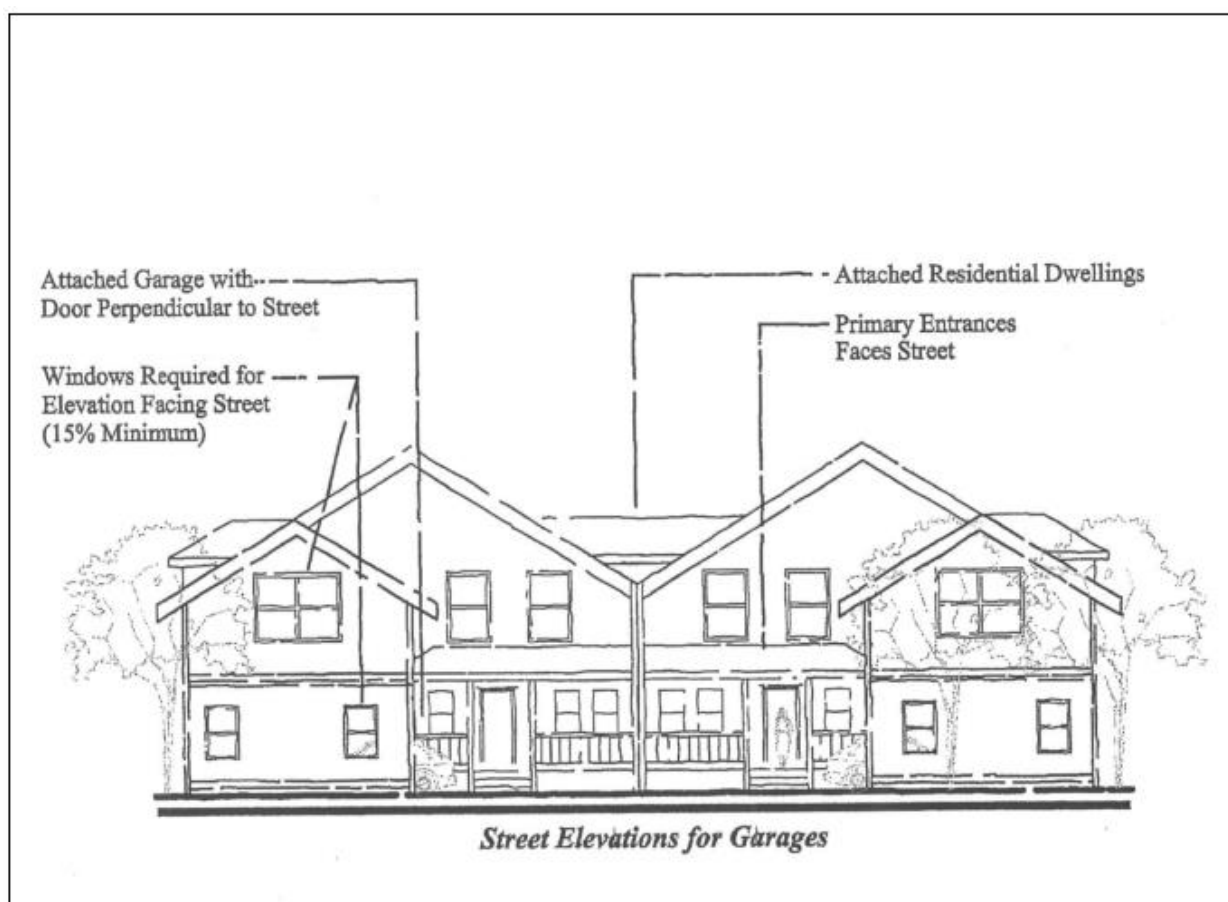 Attached Garage with
Door Perpendicular to Street
Attached Residential Dwellings
Primary Entrances
Faces Street
Windows Required for
Elevation Facing Street
(15% Minimum)
Street Elevations for Garages